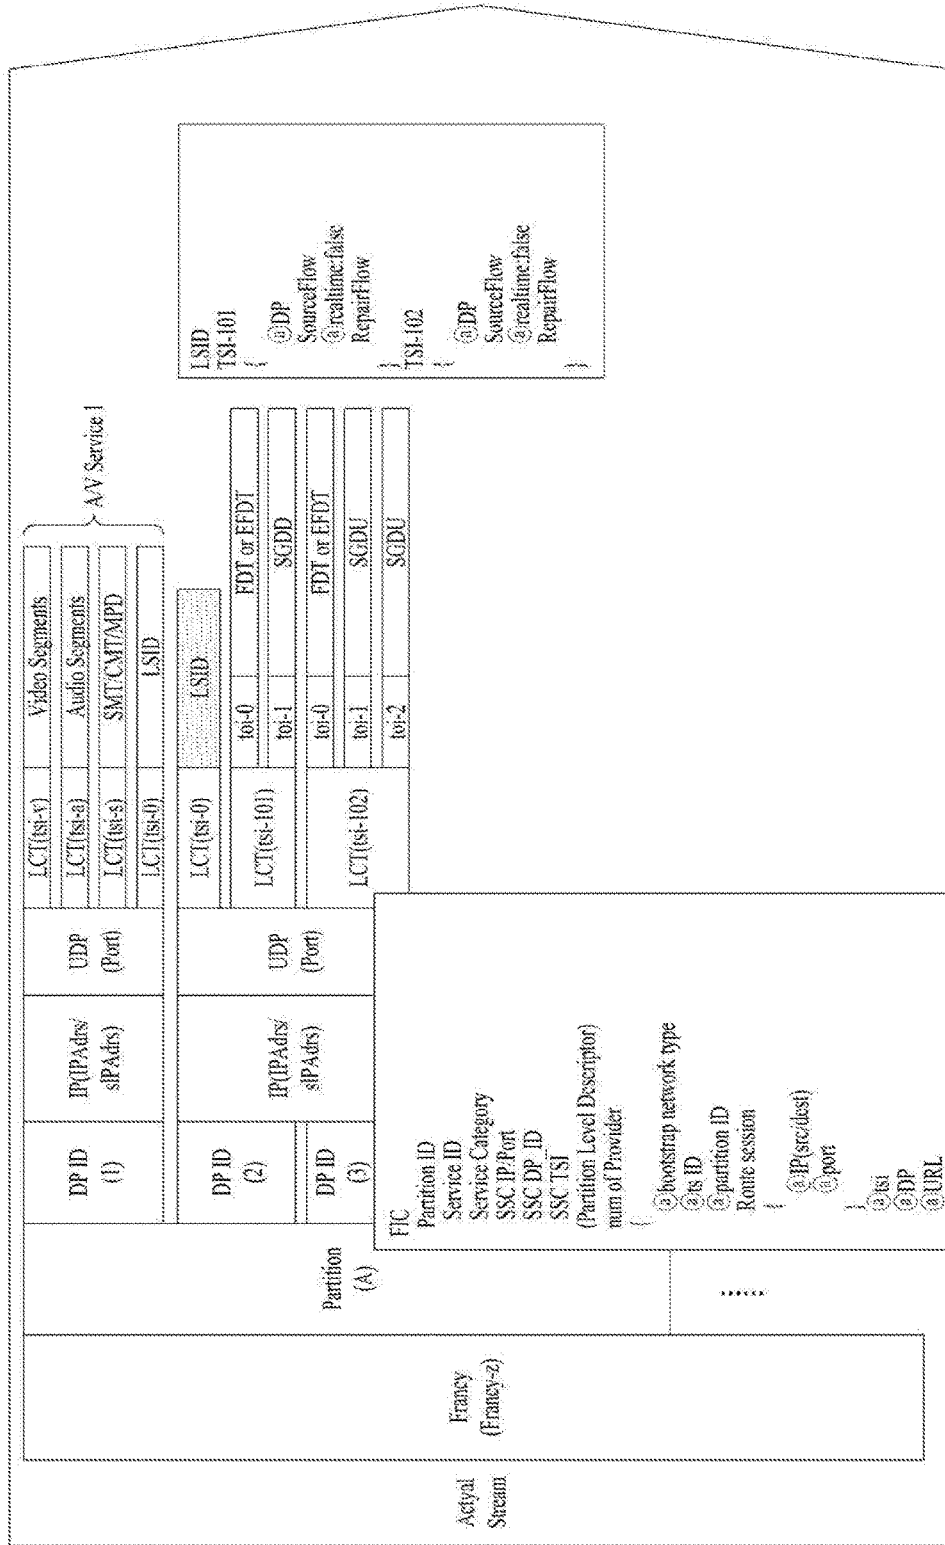 Actyal
Stream
Francy
(Francy-z)
Partition
(A)
......
DP ID
(1)
IP(IPAdrs/
sIPAdrs)
UDP
(Port)
LCT(tsi-v)
Video Segments
LCT(tsi-a)
Audio Segments
LCT(tsi-s)
SMT/CMT/MPD
LCT(tsi-0)
LSID
A/V Service 1
DP ID
(2)
DP ID
(3)
IP(IPAdrs/
sIPAdrs)
UDP
(Port)
LCT(tsi-0)
LSID
LCT(tsi-101)
toi-0
FDT or EFDT
toi-1
SGDD
LCT(tsi-102)
toi-0
FDT or EFDT
toi-1
SGDU
toi-2
SGDU
LSID
TSI-101
{
@DP
SourceFlow
@realtime:false
RepairFlow
}
TSI-102
{
@DP
SourceFlow
@realtime:false
RepairFlow
}
FIC
Partition ID
Service ID
Service Category
SSC IP/Port
SSC DP_ID
SSC TSI
(Partition Level Descriptor)
num of Provider
{
@bootstrap network type
@ts ID
@partition ID
Route session
{
@IP(src/dest)
@port
}
@tsi
@DP
@URL